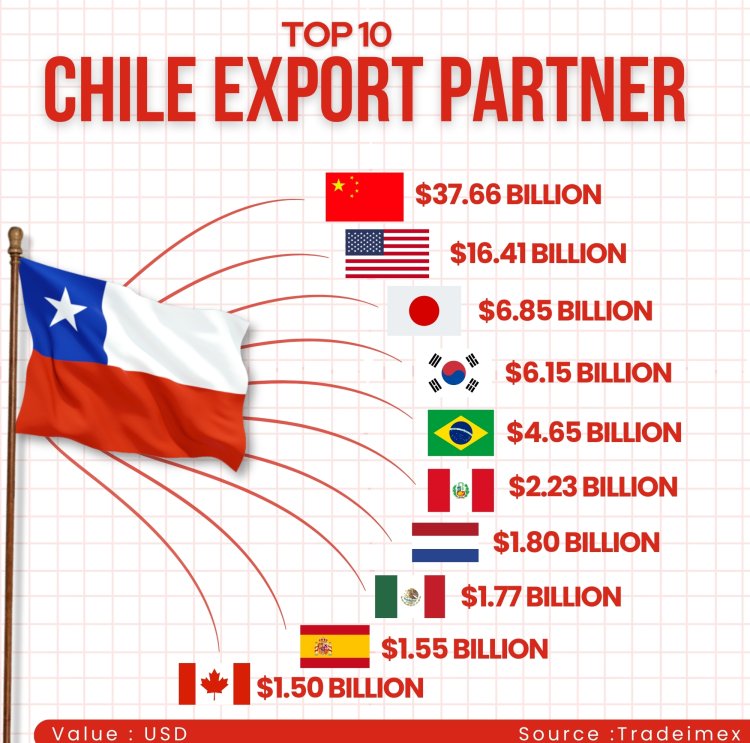 TOP 10
CHILE EXPORT PARTNER
$37.66 BILLION
$16.41 BILLION
$6.85 BILLION
$6.15 BILLION
$4.65 BILLION
$2.23 BILLION
$1.80 BILLION
$1.77 BILLION
$1.55 BILLION
$1.50 BILLION
Value : USD
Source :Tradeimex